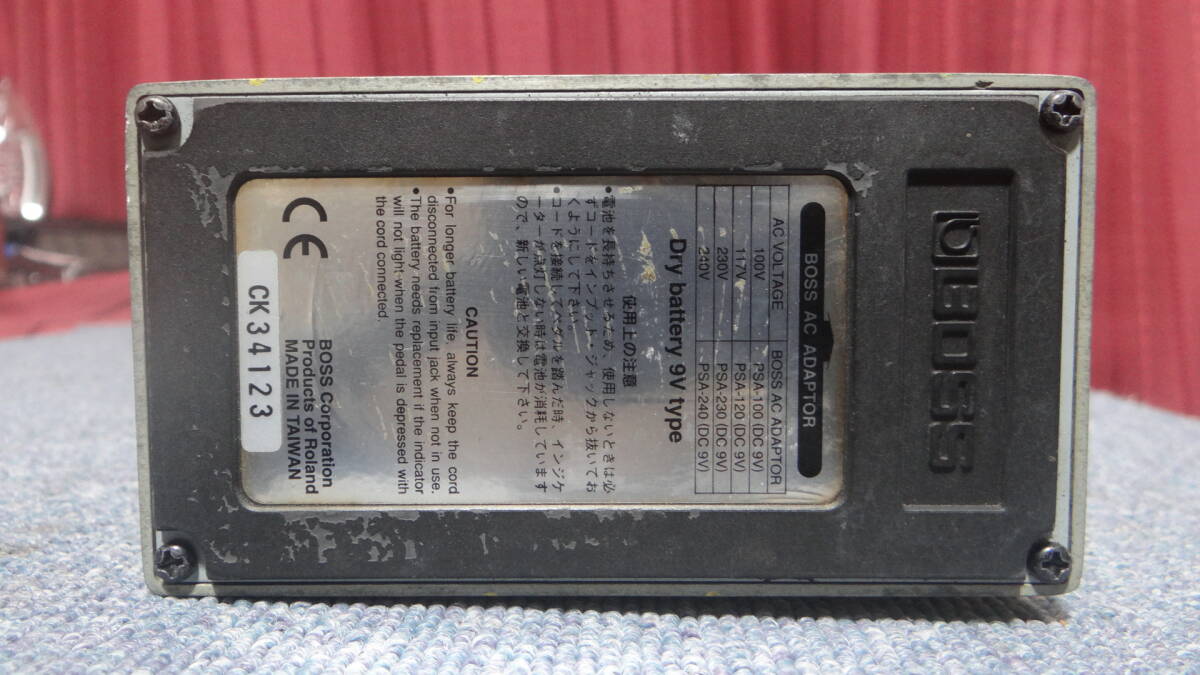 BOSS
BOSS AC ADAPTOR
AC VOLTAGE BOSS AC ADAPTOR
100V PSA-100 (DC 9V)
117V PSA-120 (DC 9V)
230V PSA-230 (DC 9V)
240V PSA-240 (DC 9V)
Dry battery 9V type
使用上の注意
•電池を長持ちさせるため、使用しないときは必
ずコードをインプット・ジャックから抜いてお
くようにして下さい。
•コードを接続してペダルを踏んだ時、インジケ
ーターが点灯しない時は電池が消耗しています
ので、新しい電池と交換して下さい。
CAUTION
•For longer battery life, always keep the cord
disconnected from input jack when not in use.
•The battery needs replacement if the indicator
will not light when the pedal is depressed with
the cord connected.
CE
BOSS Corporation
Products of Roland
MADE IN TAIWAN
CK34123